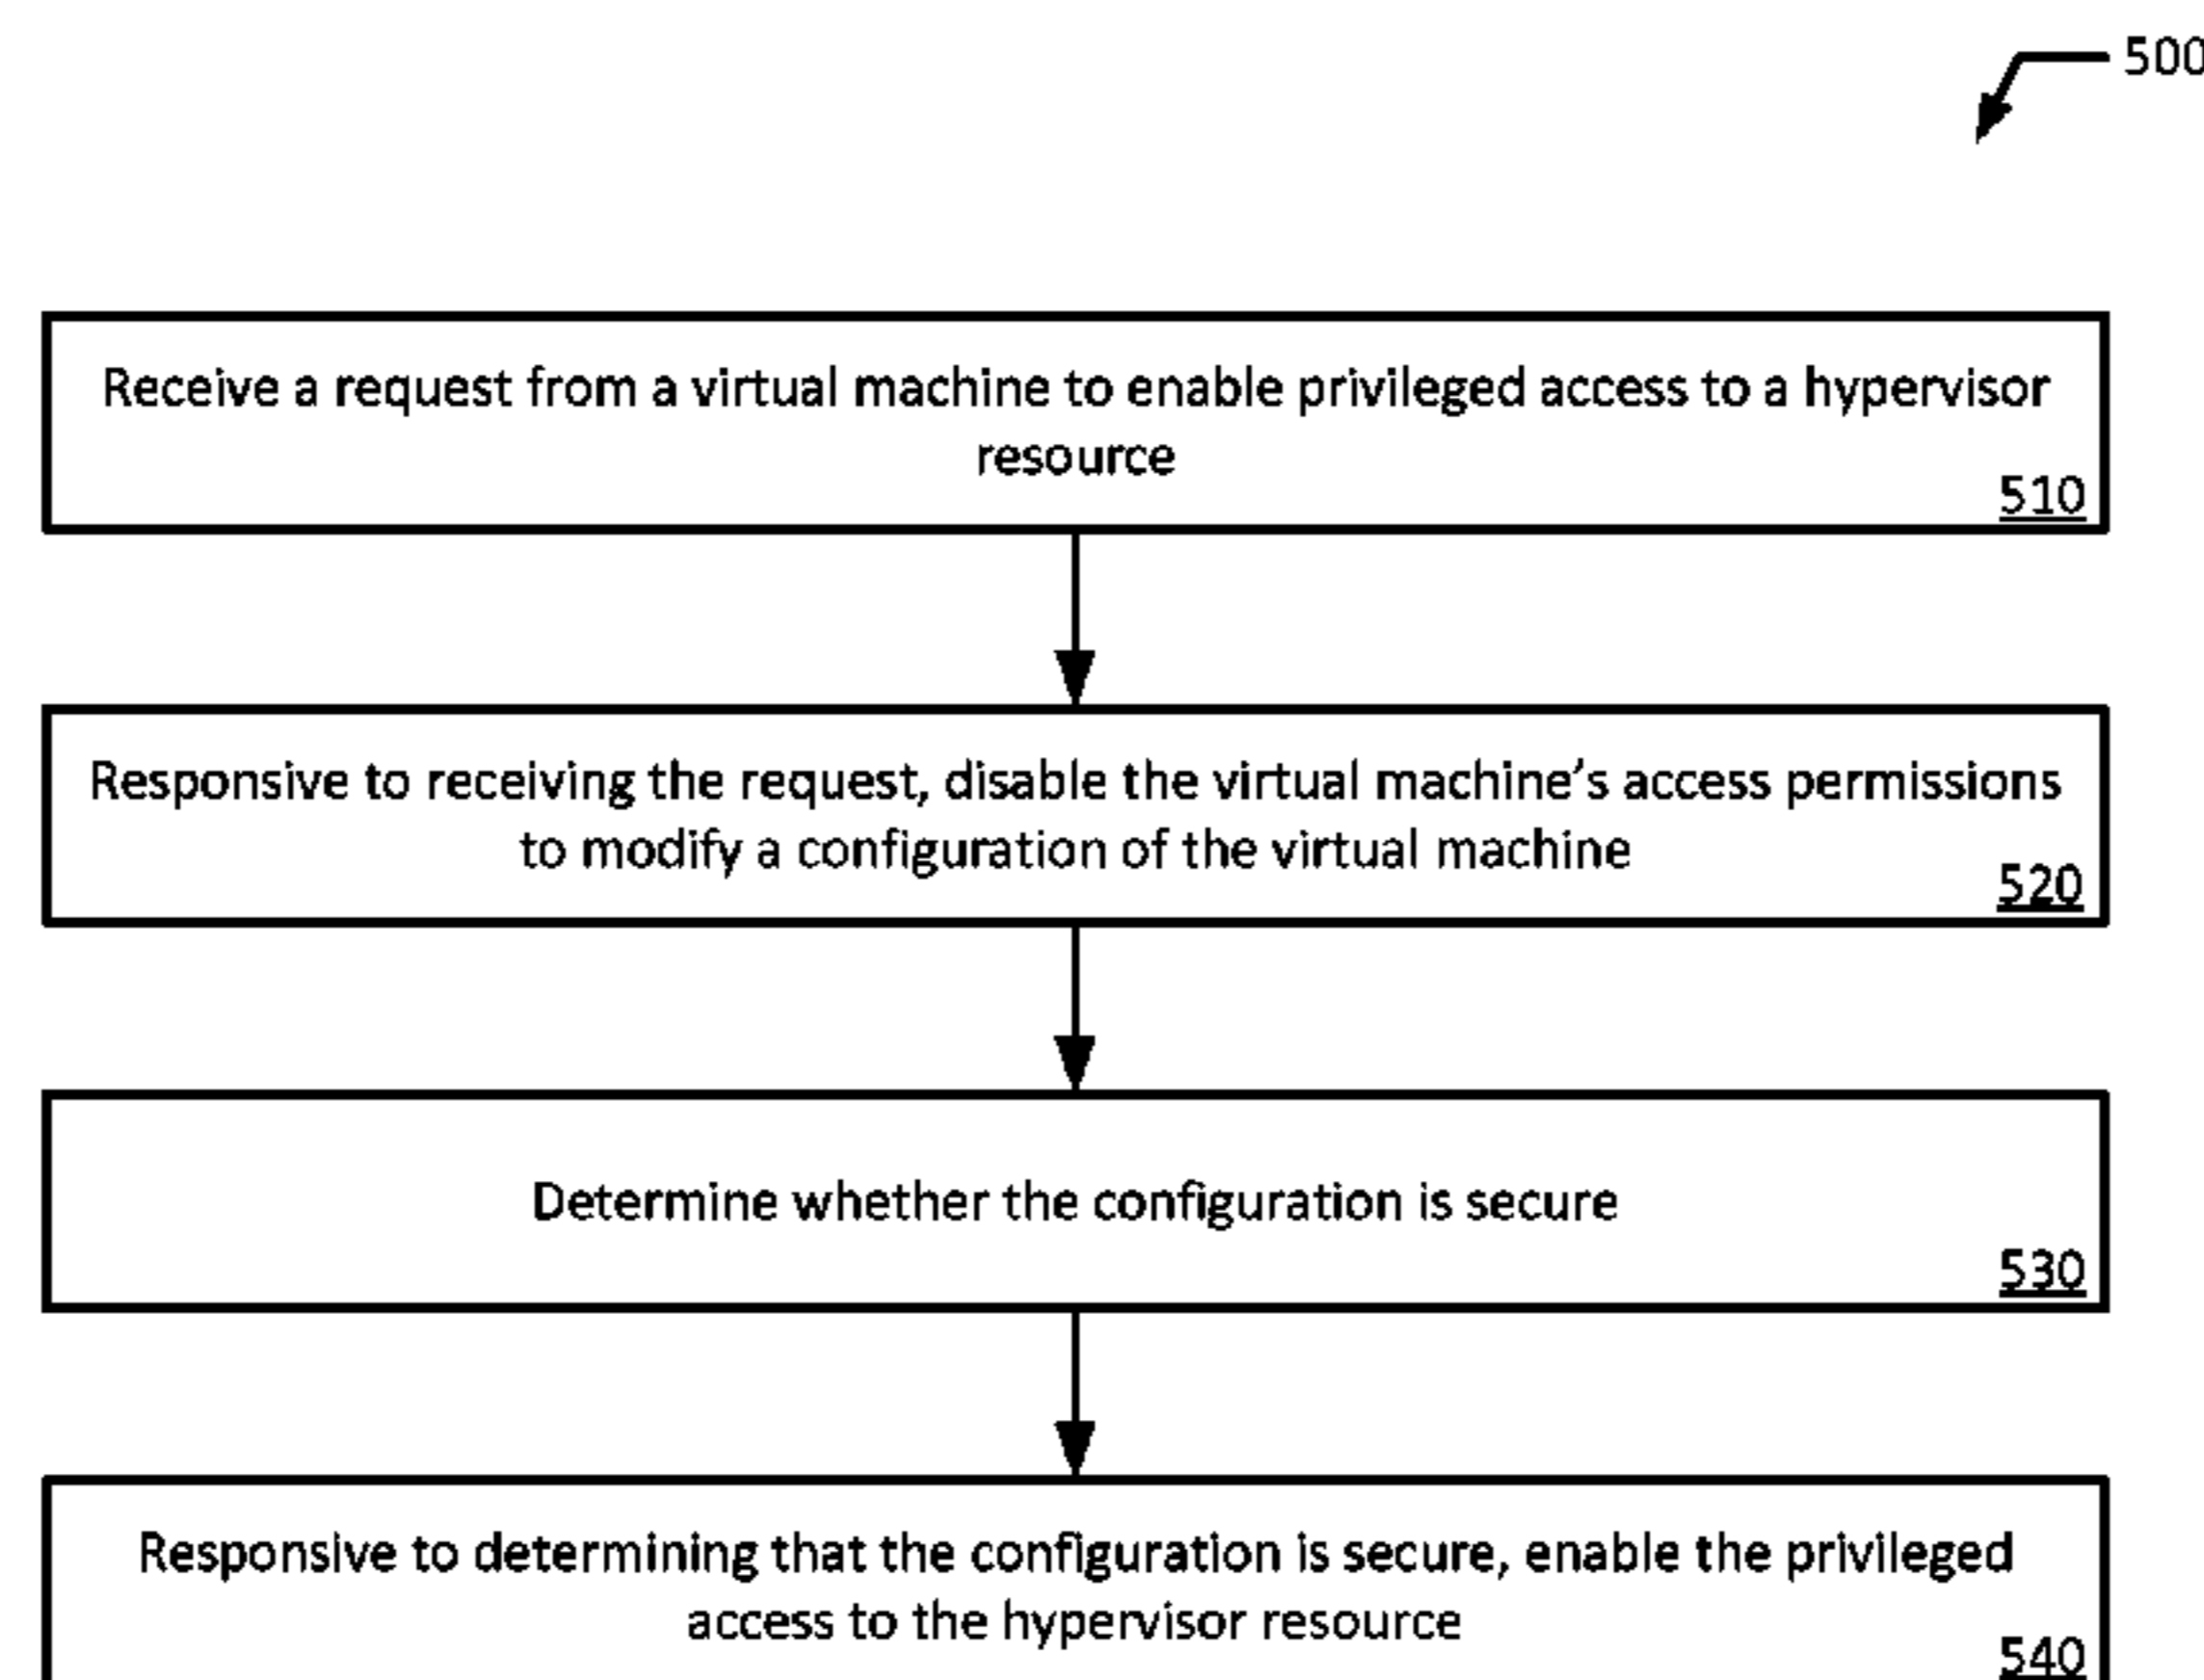 500
Receive a request from a virtual machine to enable privileged access to a hypervisor
resource
510
Responsive to receiving the request, disable the virtual machine’s access permissions
to modify a configuration of the virtual machine
520
Determine whether the configuration is secure
530
Responsive to determining that the configuration is secure, enable the privileged
access to the hypervisor resource
540